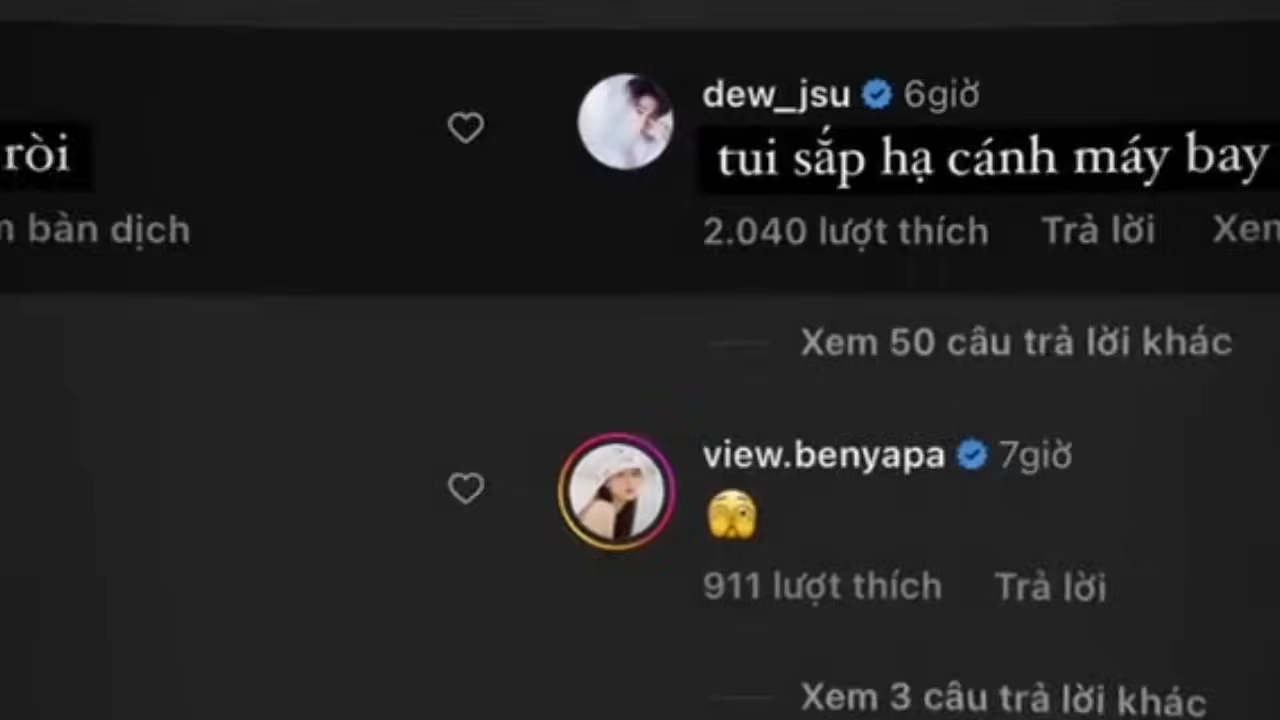 ròi
m bản dịch
dew_jsu 6giờ
tui sắp hạ cánh máy bay
2.040 lượt thích Trả lời Xem
Xem 50 câu trả lời khác
view.benyapa 7giờ
🫣
911 lượt thích Trả lời
Xem 3 câu trả lời khác